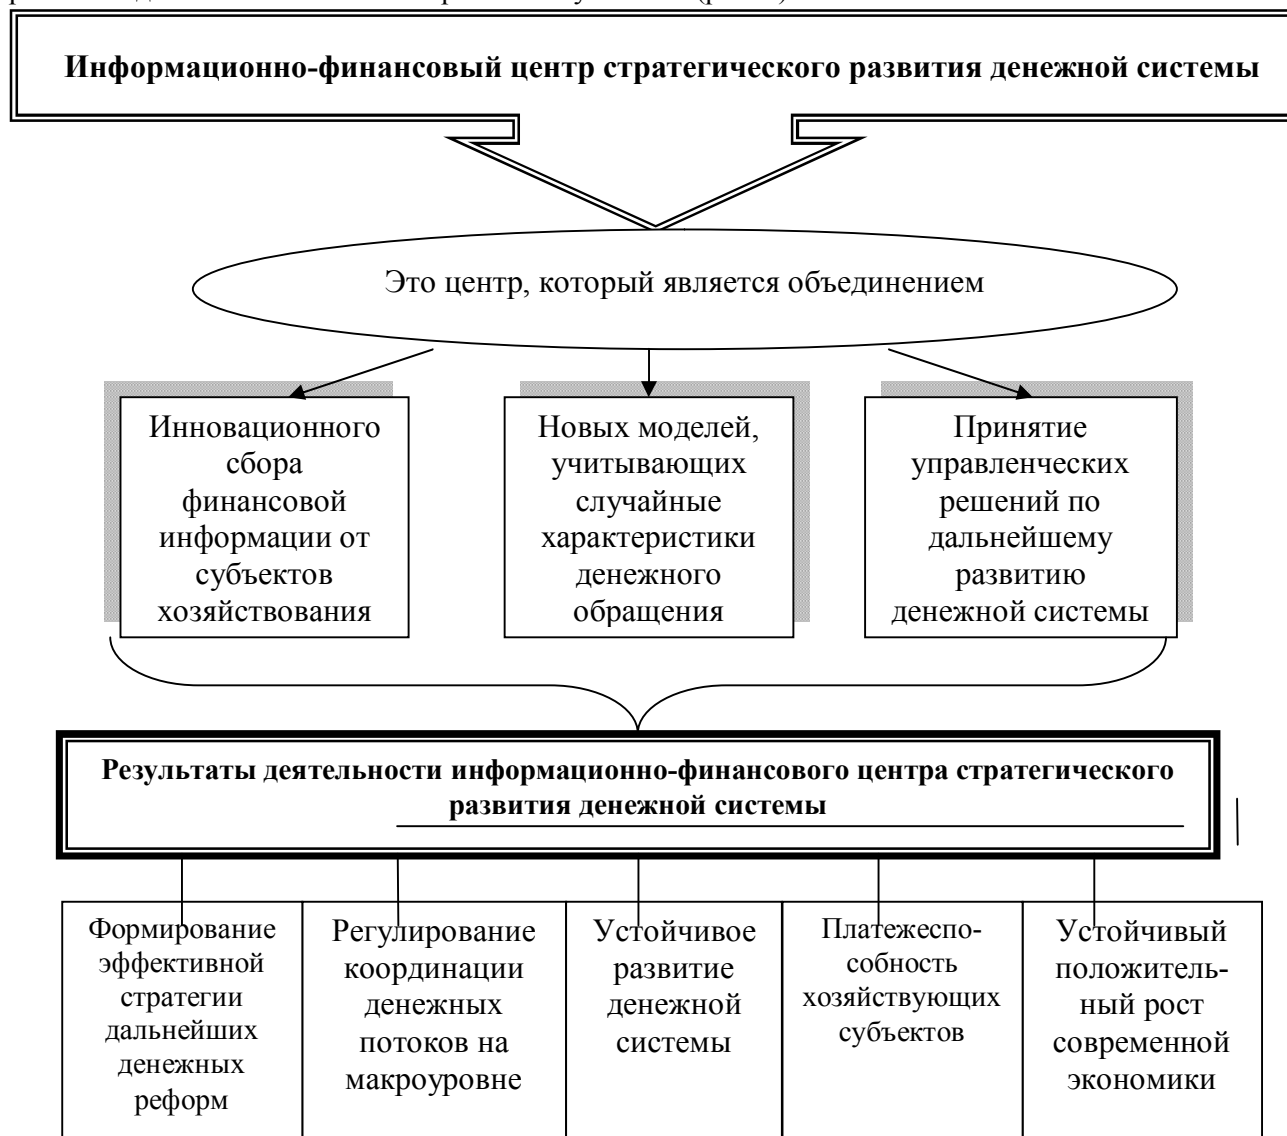 Информационно-финансовый центр стратегического развития денежной системы
Это центр, который является объединением
Инновационного
сбора
финансовой
информации от
субъектов
хозяйствования
Новых моделей,
учитывающих
случайные
характеристики
денежного
обращения
Принятие
управленческих
решений по
дальнейшему
развитию
денежной системы
Результаты деятельности информационно-финансового центра стратегического
развития денежной системы
Формирование
эффективной
стратегии
дальнейших
денежных
реформ
Регулирование
координации
денежных
потоков на
макроуровне
Устойчивое
развитие
денежной
системы
Платежеспо-
собность
хозяйствующих
субъектов
Устойчивый
положитель-
ный рост
современной
экономики